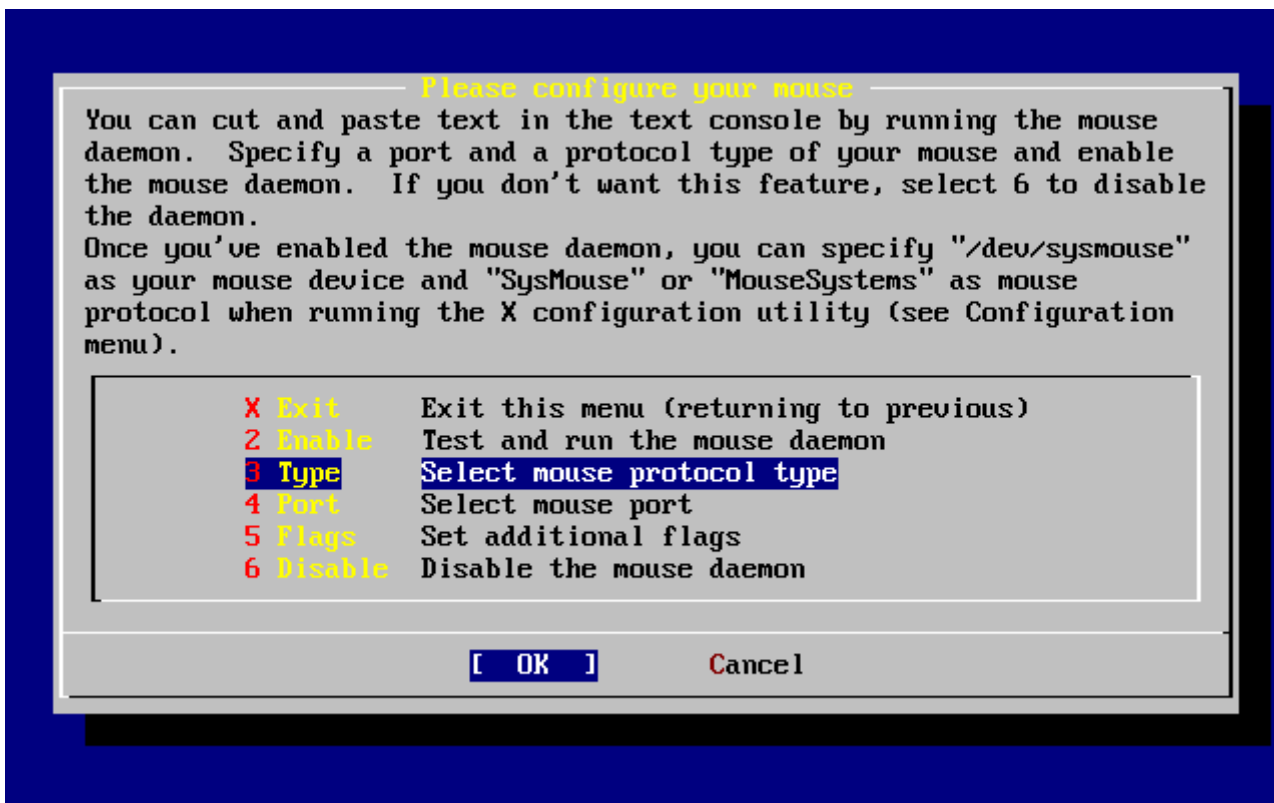 Please configure your mouse
You can cut and paste text in the text console by running the mouse
daemon.  Specify a port and a protocol type of your mouse and enable
the mouse daemon.  If you don't want this feature, select 6 to disable
the daemon.
Once you've enabled the mouse daemon, you can specify "/dev/sysmouse"
as your mouse device and "SysMouse" or "MouseSystems" as mouse
protocol when running the X configuration utility (see Configuration
menu).
X Exit     Exit this menu (returning to previous)
2 Enable   Test and run the mouse daemon
3 Type     Select mouse protocol type
4 Port     Select mouse port
5 Flags    Set additional flags
6 Disable  Disable the mouse daemon
[  OK  ]       Cancel